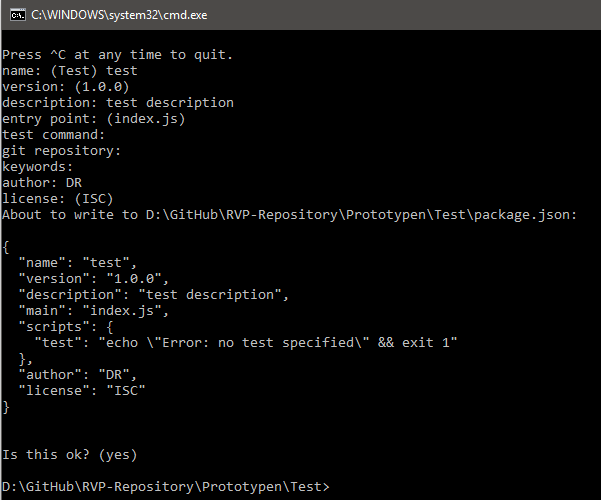 C:\WINDOWS\system32\cmd.exe
Press ^C at any time to quit.
name: (Test) test
version: (1.0.0)
description: test description
entry point: (index.js)
test command:
git repository:
keywords:
author: DR
license: (ISC)
About to write to D:\GitHub\RVP-Repository\Prototypen\Test\package.json:
{
  "name": "test",
  "version": "1.0.0",
  "description": "test description",
  "main": "index.js",
  "scripts": {
    "test": "echo \"Error: no test specified\" && exit 1"
  },
  "author": "DR",
  "license": "ISC"
}
Is this ok? (yes)
D:\GitHub\RVP-Repository\Prototypen\Test>